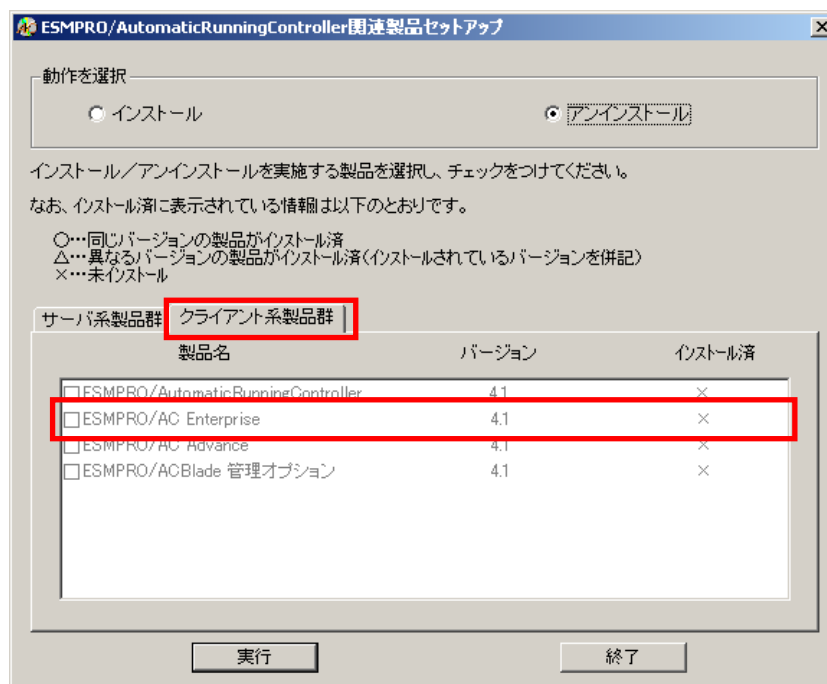 ESMPRO/AutomaticRunningController関連製品セットアップ
動作を選択
インストール
アンインストール
インストール／アンインストールを実施する製品を選択し、チェックをつけてください。
なお、インストール済に表示されている情報は以下のとおりです。
○…同じバージョンの製品がインストール済
△…異なるバージョンの製品がインストール済(インストールされているバージョンを併記)
×…未インストール
サーバ系製品群 クライアント系製品群
製品名 バージョン インストール済
ESMPRO/AutomaticRunningController 4.1 ×
ESMPRO/AC Enterprise 4.1 ×
ESMPRO/AC Advance 4.1 ×
ESMPRO/ACBlade 管理オプション 4.1 ×
実行 終了